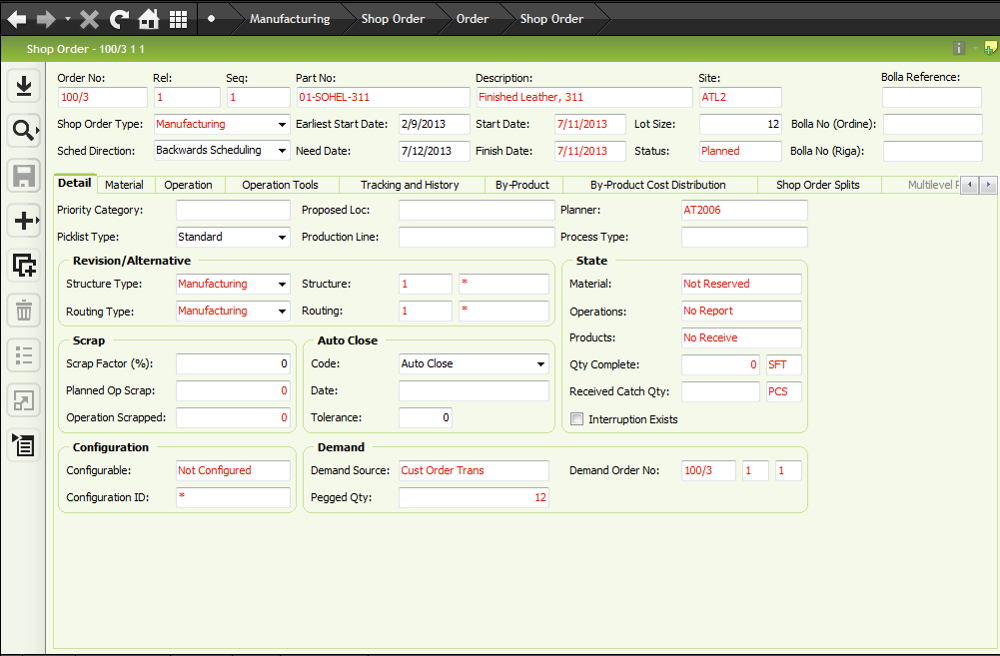 Manufacturing Shop Order Order Shop Order
Shop Order - 100/3 1 1
Order No: Rel: Seq: Part No: Description: Site: Bolla Reference:
100/3 1 1 01-SOHEL-311 Finished Leather, 311 ATL2
Shop Order Type: Manufacturing Earliest Start Date: 2/9/2013 Start Date: 7/11/2013 Lot Size: 12 Bolla No (Ordine):
Sched Direction: Backwards Scheduling Need Date: 7/12/2013 Finish Date: 7/11/2013 Status: Planned Bolla No (Riga):
Detail Material Operation Operation Tools Tracking and History By-Product By-Product Cost Distribution Shop Order Splits Multilevel
Priority Category: Proposed Loc: Planner: AT2006
Picklist Type: Standard Production Line: Process Type:
Revision/Alternative State
Structure Type: Manufacturing Structure: 1 * Material: Not Reserved
Routing Type: Manufacturing Routing: 1 * Operations: No Report
Scrap Auto Close Products: No Receive
Scrap Factor (%): 0 Code: Auto Close Qty Complete: 0 SFT
Planned Op Scrap: 0 Date: Received Catch Qty: PCS
Operation Scrapped: 0 Tolerance: 0 Interruption Exists
Configuration Demand
Configurable: Not Configured Demand Source: Cust Order Trans Demand Order No: 100/3 1 1
Configuration ID: * Pegged Qty: 12